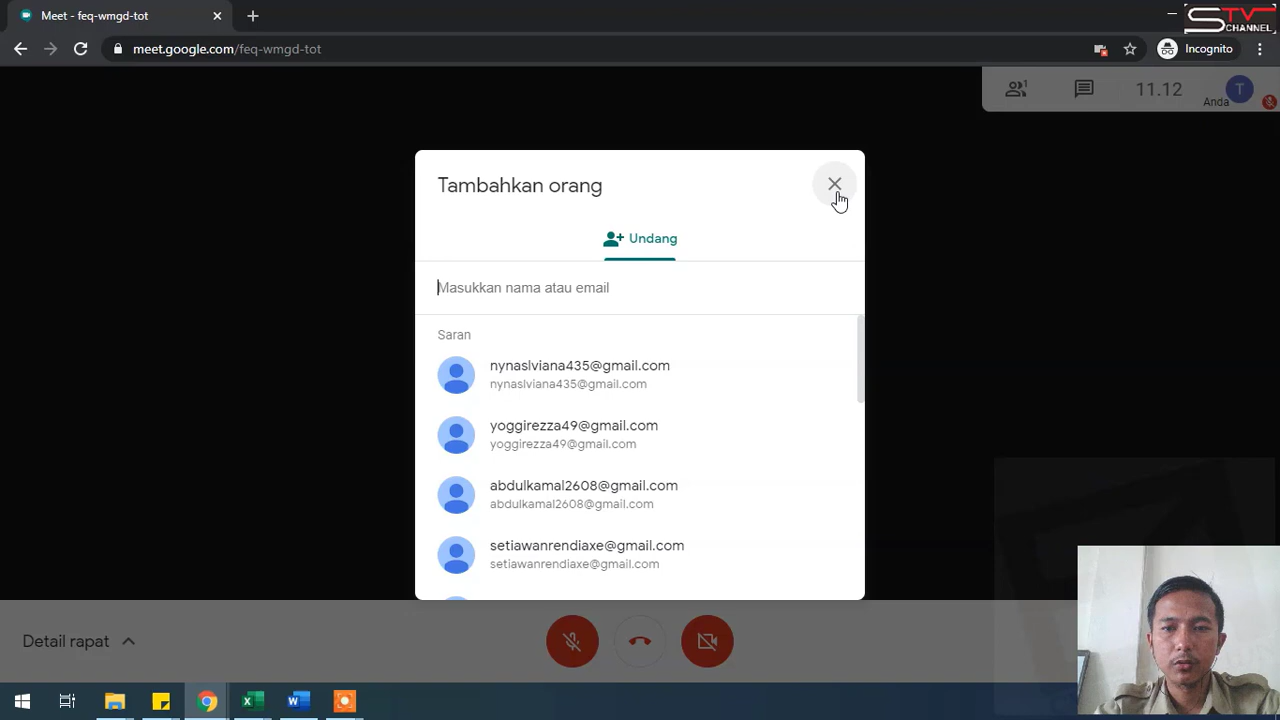 Meet - feq-wmgd-tot
STV
CHANNEL
meet.google.com/feq-wmgd-tot
Incognito
1
11.12
T
Anda
Tambahkan orang
Undang
Masukkan nama atau email
Saran
nynaslviana435@gmail.com
nynaslviana435@gmail.com
yoggirezza49@gmail.com
yoggirezza49@gmail.com
abdulkamal2608@gmail.com
abdulkamal2608@gmail.com
setiawanrendiaxe@gmail.com
setiawanrendiaxe@gmail.com
Detail rapat